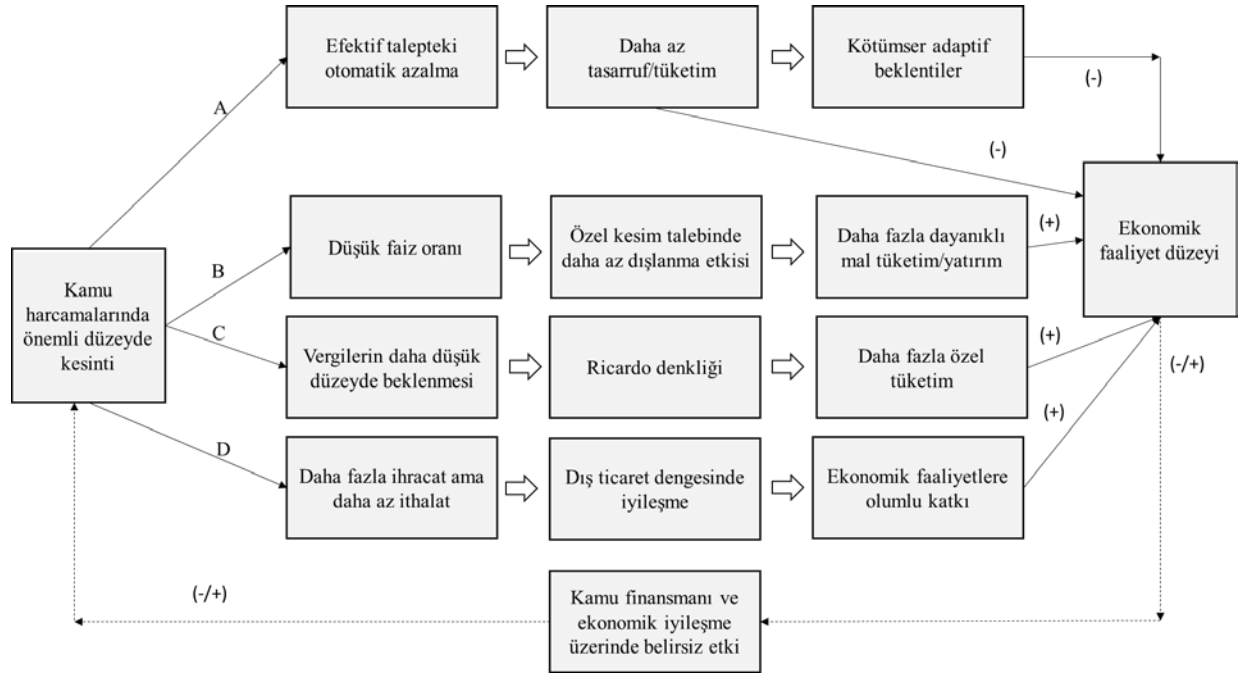 Efektif talepteki
otomatik azalma
Daha az
tasarruf/tüketim
Kötümser adaptif
beklentiler
(-)
A
(-)
Kamu
harcamalarında
önemli düzeyde
kesinti
B
Düşük faiz oranı
Özel kesim talebinde
daha az dışlanma etkisi
Daha fazla dayanıklı
mal tüketim/yatırım
(+)
Ekonomik
faaliyet düzeyi
C
Vergilerin daha düşük
düzeyde beklenmesi
Ricardo denkliği
Daha fazla özel
tüketim
(+)
(-/+)
D
Daha fazla ihracat ama
daha az ithalat
Dış ticaret dengesinde
iyileşme
Ekonomik faaliyetlere
olumlu katkı
(+)
(-/+)
Kamu finansmanı ve
ekonomik iyileşme
üzerinde belirsiz etki